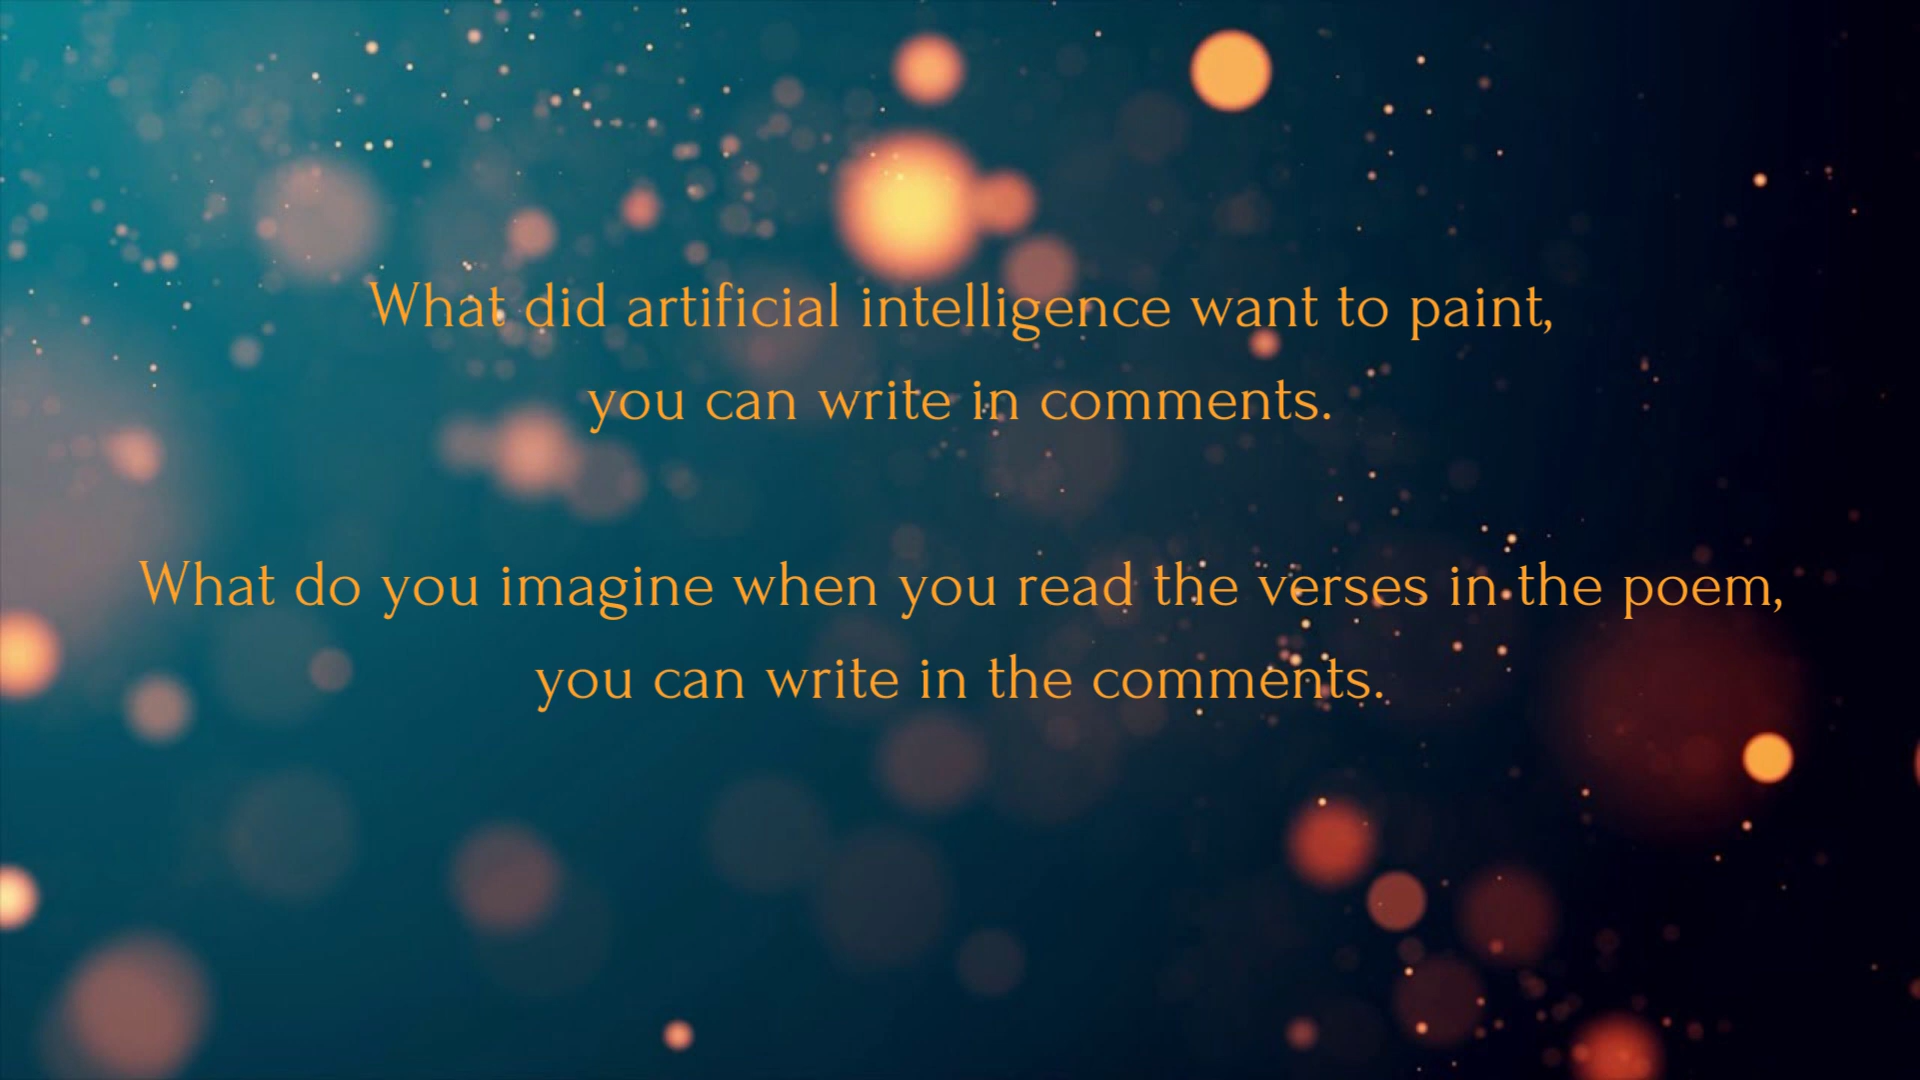 What did artificial intelligence want to paint,
you can write in comments.
What do you imagine when you read the verses in the poem,
you can write in the comments.